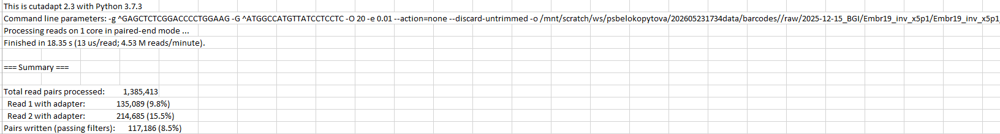 This is cutadapt 2.3 with Python 3.7.3
Command line parameters: -g ^GAGCTCTCGGACCCCTGGAAG -G ^ATGGCCATGTTATCCTCCTC -O 20 -e 0.01 --action=none --discard-untrimmed -o /mnt/scratch/ws/psbelokopytova/202605231734data/barcodes//raw/2025-12-15_BGI/Embr19_inv_x5p1/Embr19_inv_x5p1_
Processing reads on 1 core in paired-end mode ...
Finished in 18.35 s (13 us/read; 4.53 M reads/minute).
=== Summary ===
Total read pairs processed: 1,385,413
Read 1 with adapter: 135,089 (9.8%)
Read 2 with adapter: 214,685 (15.5%)
Pairs written (passing filters): 117,186 (8.5%)